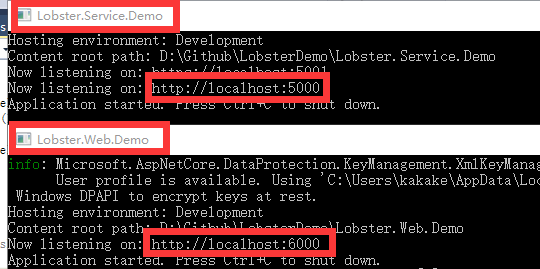 Lobster.Service.Demo
Hosting environment: Development
Content root path: D:\Github\LobsterDemo\Lobster.Service.Demo
Now listening on: https://localhost:5001
Now listening on: http://localhost:5000
Application started. Press Ctrl+C to shut down.
Lobster.Web.Demo
info: Microsoft.AspNetCore.DataProtection.KeyManagement.XmlKeyMana
User profile is available. Using 'C:\Users\kakake\AppData\Loc
Windows DPAPI to encrypt keys at rest.
Hosting environment: Development
Content root path: D:\Github\LobsterDemo\Lobster.Web.Demo
Now listening on: http://localhost:6000
Application started. Press Ctrl+C to shut down.